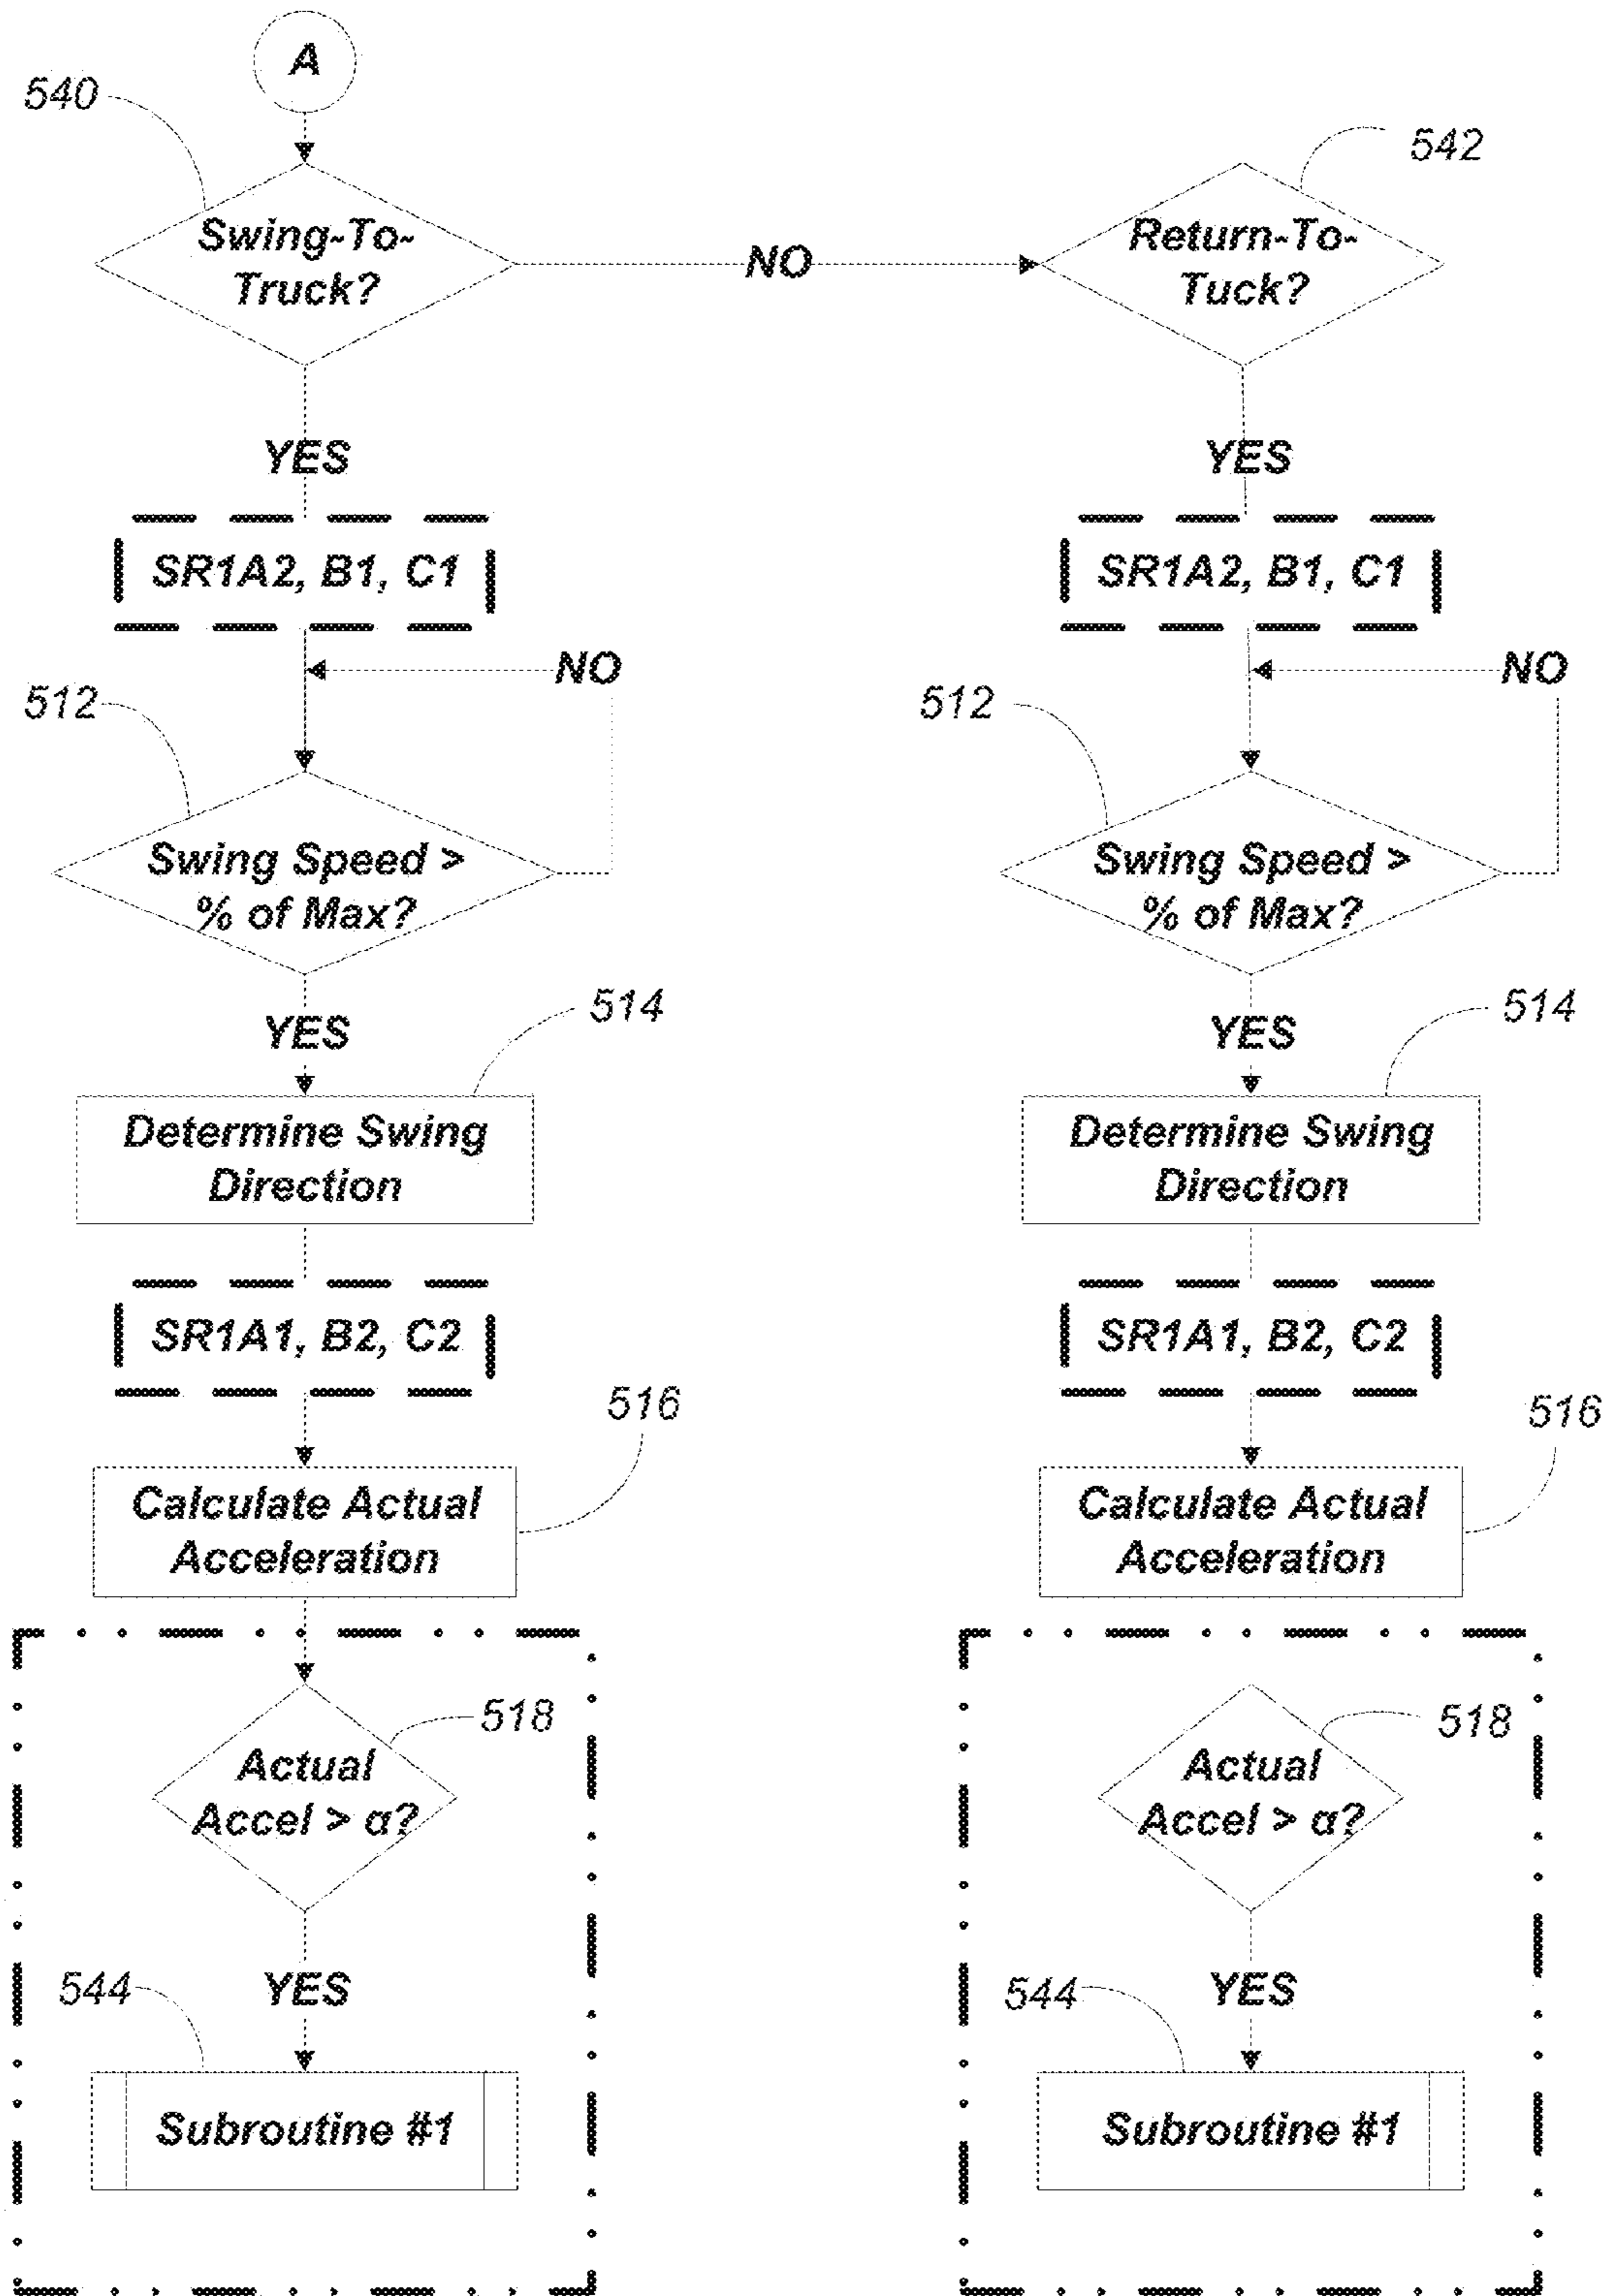 A
540
542
Swing-To-
Truck?
NO
Return-To-
Tuck?
YES
YES
SR1A2, B1, C1
SR1A2, B1, C1
NO
NO
512
512
Swing Speed >
% of Max?
Swing Speed >
% of Max?
YES
514
YES
514
Determine Swing
Direction
Determine Swing
Direction
SR1A1, B2, C2
SR1A1, B2, C2
516
516
Calculate Actual
Acceleration
Calculate Actual
Acceleration
518
518
Actual
Accel > α?
Actual
Accel > α?
544
YES
544
YES
Subroutine #1
Subroutine #1